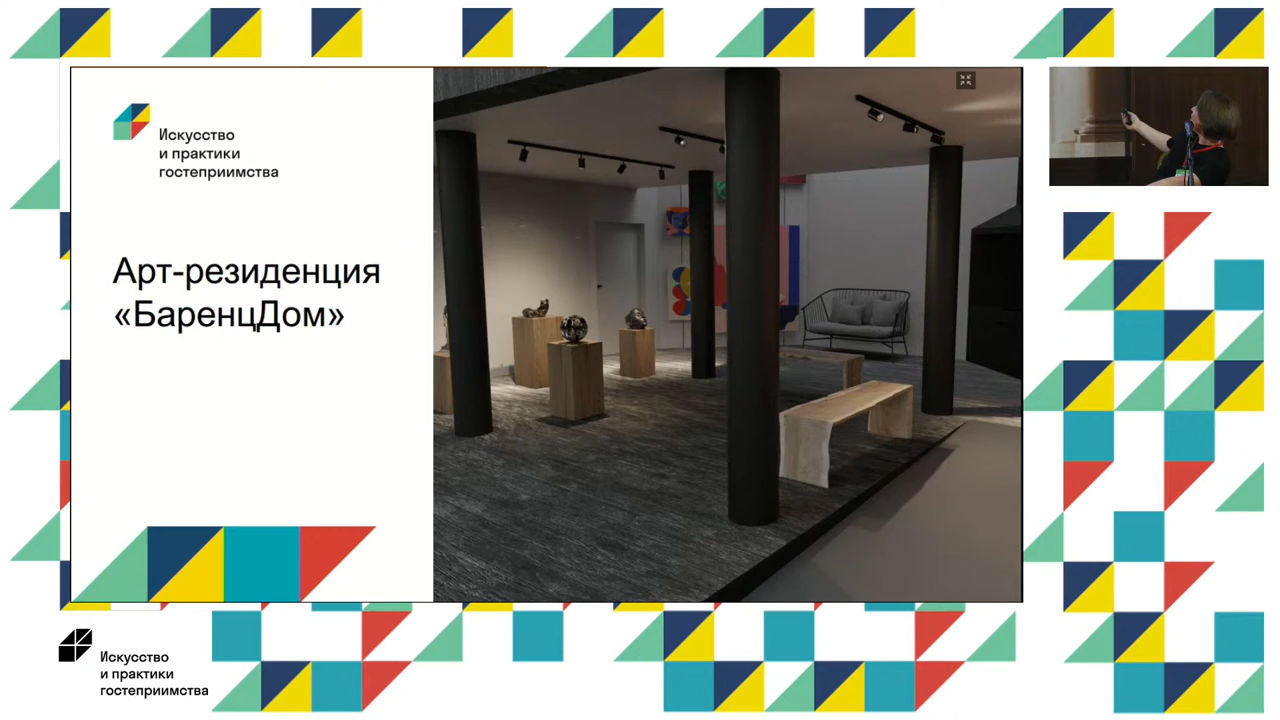 Искусство
и практики
гостеприимства
Арт-резиденция
«БаренцДом»
Искусство
и практики
гостеприимства